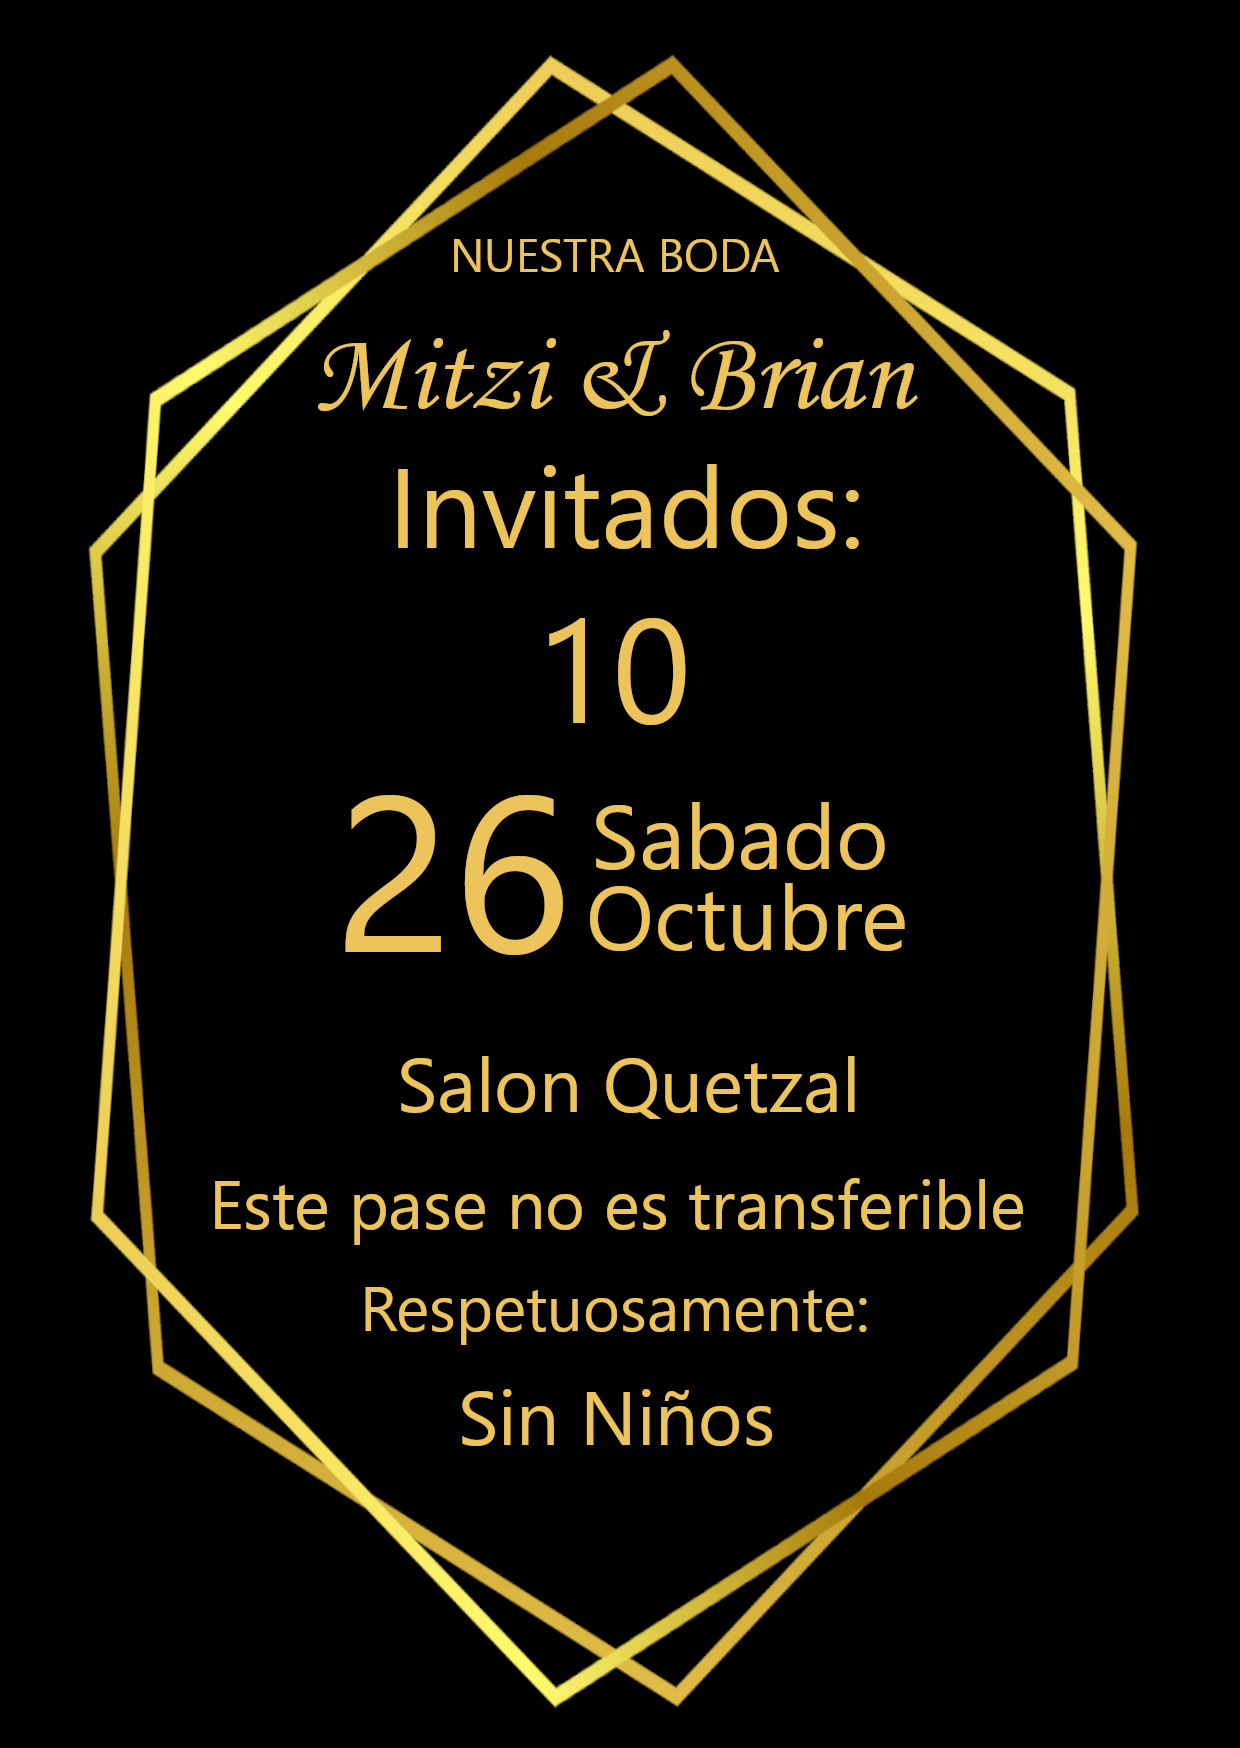 NUESTRA BODA
Mitzi & Brian
Invitados:
10
26 Sabado
Octubre
Salon Quetzal
Este pase no es transferible
Respetuosamente:
Sin Niños